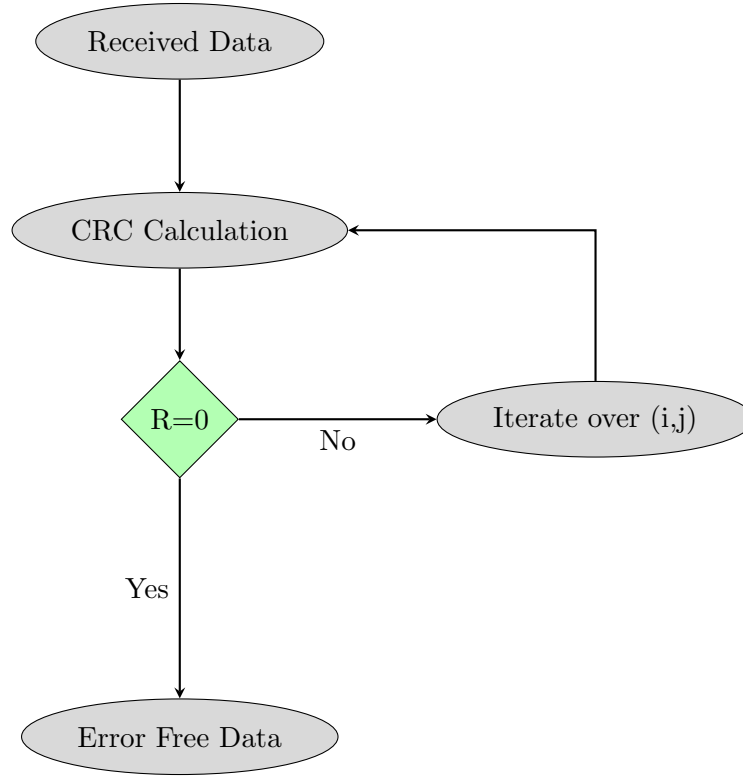 Received Data
CRC Calculation
R=0
No
Iterate over (i,j)
Yes
Error Free Data